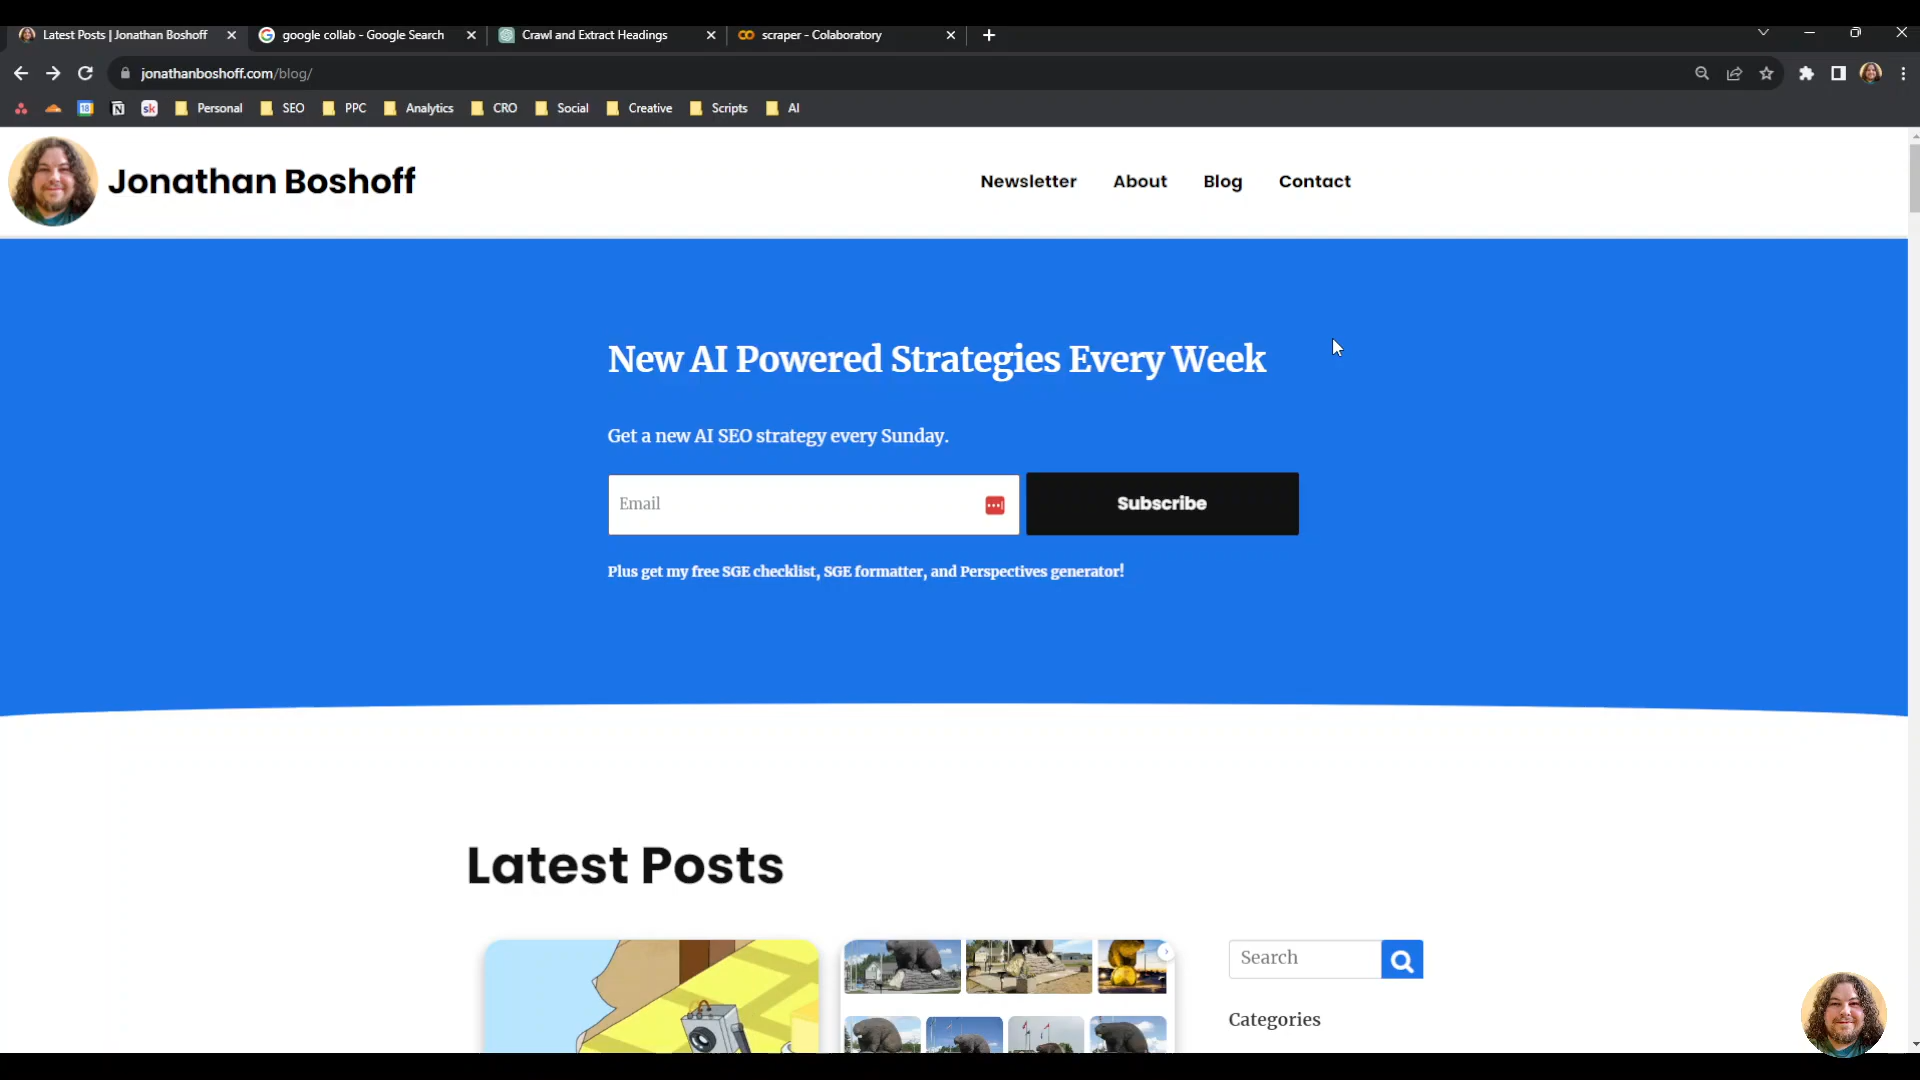 Latest Posts | Jonathan Boshoff
google collab - Google Search
Crawl and Extract Headings
scraper - Colaboratory
jonathanboshoff.com/blog/
18
sk
Personal
SEO
PPC
Analytics
CRO
Social
Creative
Scripts
AI
Jonathan Boshoff
Newsletter
About
Blog
Contact
New AI Powered Strategies Every Week
Get a new AI SEO strategy every Sunday.
Email
Subscribe
Plus get my free SGE checklist, SGE formatter, and Perspectives generator!
Latest Posts
Search
Categories